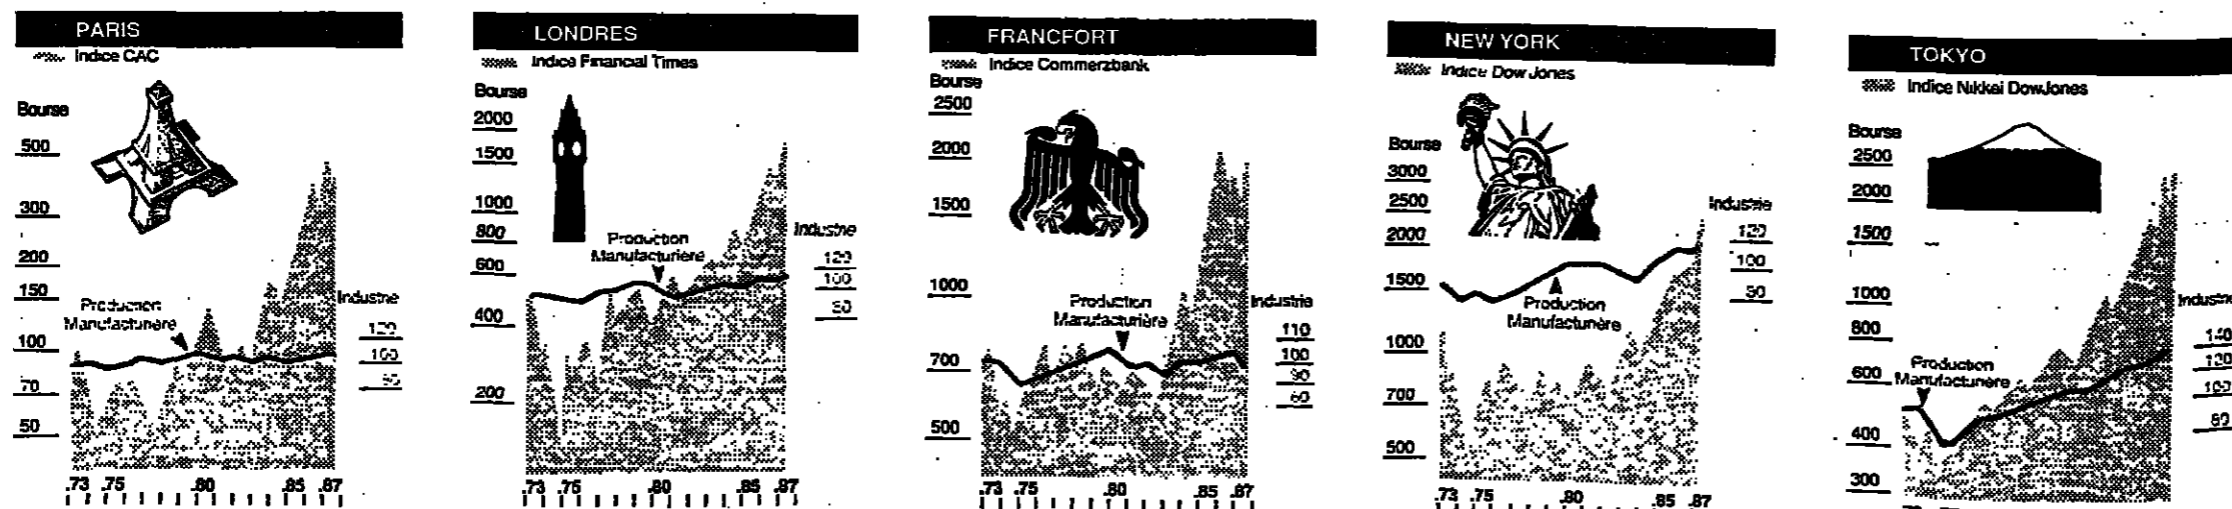 PARIS
Indice CAC
Bourse
500
300
200
150
100
70
50
Production
Manufacturière
Industrie
120
100
.73 .75 .80 .85 .87
LONDRES
Indice Financial Times
Bourse
2000
1500
1000
800
600
400
200
Production
Manufacturière
Industrie
120
100
80
.73 .75 .80 .85 .87
FRANCFORT
Indice Commerzbank
Bourse
2500
2000
1500
1000
700
500
Production
Manufacturière
Industrie
110
100
90
.73 .75 .80 .85 .87
NEW YORK
Indice Dow Jones
Bourse
3000
2500
2000
1500
1000
700
500
Production
Manufacturère
Industrie
120
100
.73 .75 .80 .85 .87
TOKYO
Indice Nikkei DowJones
Bourse
2500
2000
1500
1000
800
600
400
300
Production
Manufacturière
140
120
100
80